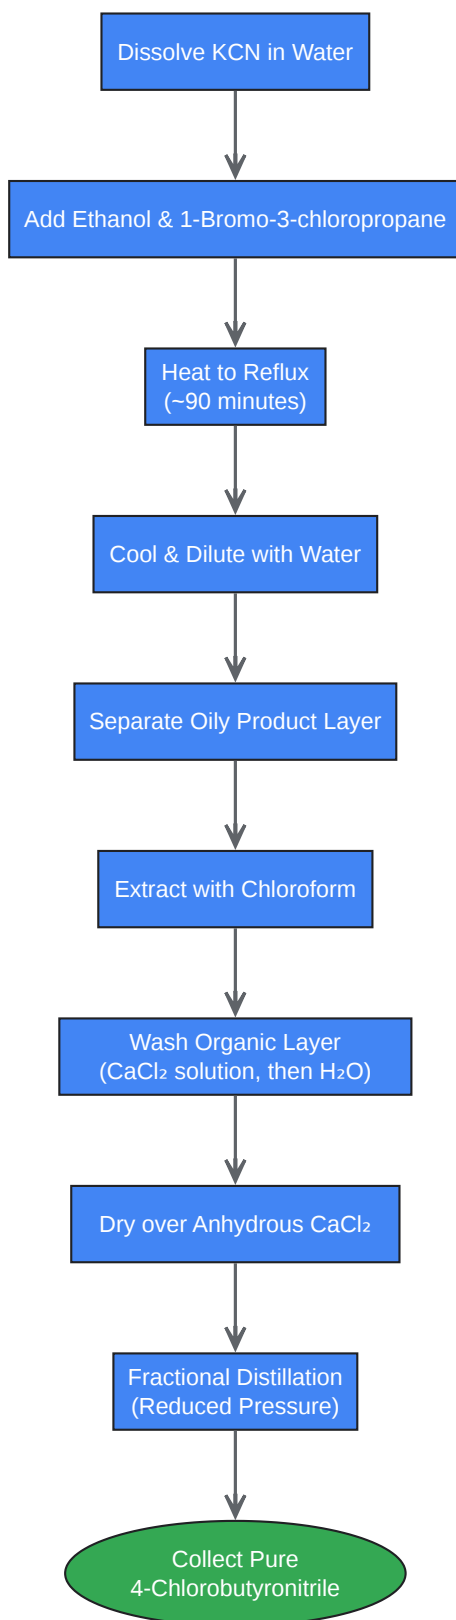 Dissolve KCN in Water
Add Ethanol & 1-Bromo-3-chloropropane
Heat to Reflux
(~90 minutes)
Cool & Dilute with Water
Separate Oily Product Layer
Extract with Chloroform
Wash Organic Layer
(CaCl₂ solution, then H₂O)
Dry over Anhydrous CaCl₂
Fractional Distillation
(Reduced Pressure)
Collect Pure
4-Chlorobutyronitrile